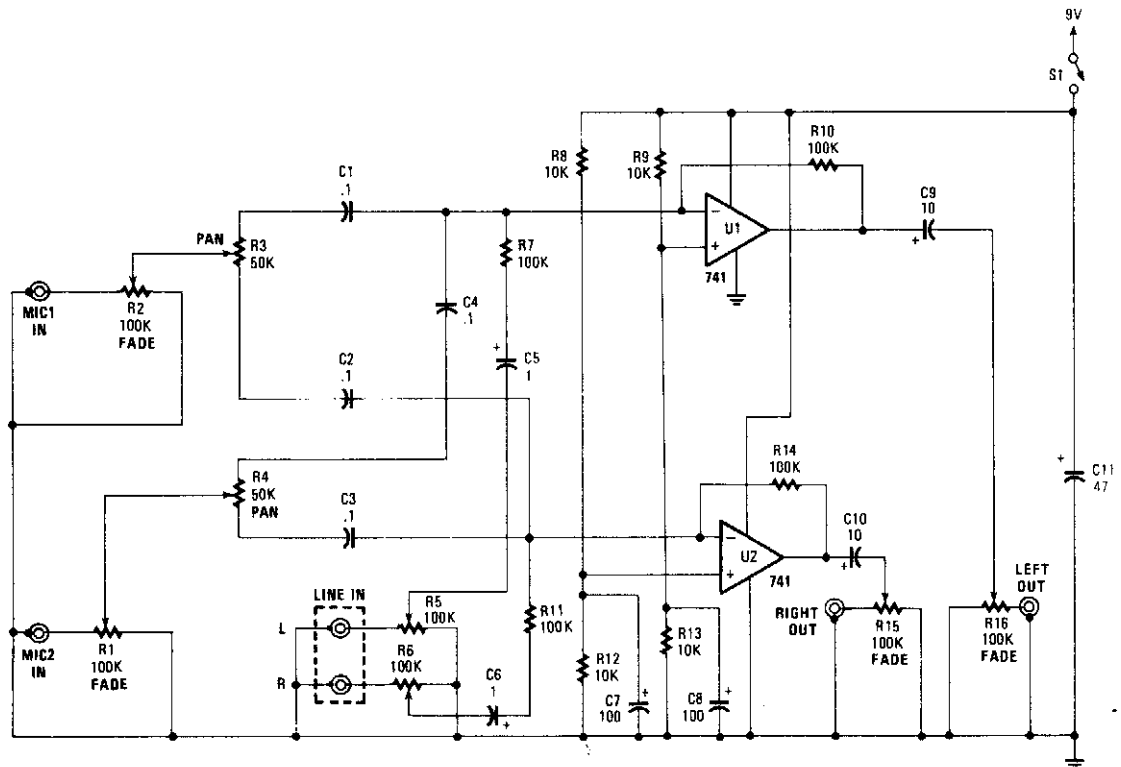 9V
S1
R10
100K
R8
10K
R9
10K
C1
.1
C9
10
+
−
U1
+
741
PAN
R3
50K
R7
100K
MIC1
IN
R2
100K
FADE
C4
.1
+
C5
1
C2
.1
R14
100K
+
C11
47
R4
50K
PAN
C3
.1
C10
10
+
−
U2
+
741
LEFT
OUT
LINE IN
L
R
R5
100K
R6
100K
R11
100K
RIGHT
OUT
R15
100K
FADE
R16
100K
FADE
MIC2
IN
R1
100K
FADE
C6
1
+
R12
10K
R13
10K
C7
100
+
C8
100
+